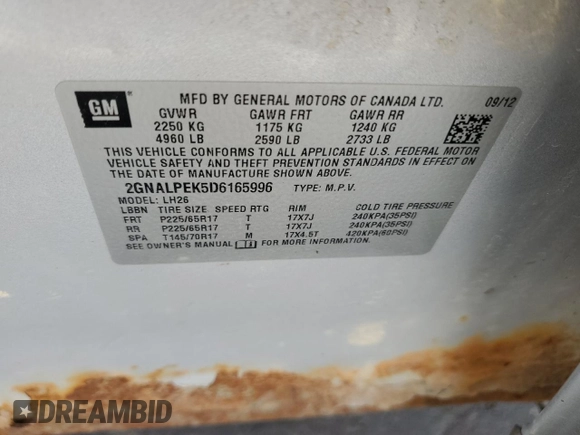 GM
MFD BY GENERAL MOTORS OF CANADA LTD. 09/12
GVWR GAWR FRT GAWR RR
2250 KG 1175 KG 1240 KG
4960 LB 2590 LB 2733 LB
THIS VEHICLE CONFORMS TO ALL APPLICABLE U.S. FEDERAL MOTOR
VEHICLE SAFETY AND THEFT PREVENTION STANDARDS IN EFFECT ON
THE DATE OF MANUFACTURE SHOWN ABOVE.
2GNALPEK5D6165996 TYPE: M.P.V.
MODEL: LH26
LBBN TIRE SIZE SPEED RTG RIM COLD TIRE PRESSURE
FRT P225/65R17 T 17X7J 240KPA(35PSI)
RR P225/65R17 T 17X7J 240KPA(35PSI)
SPA T145/70R17 M 17X4.5T 420KPA(60PSI)
SEE OWNER'S MANUAL FOR MORE INFORMATION.
DREAMBID